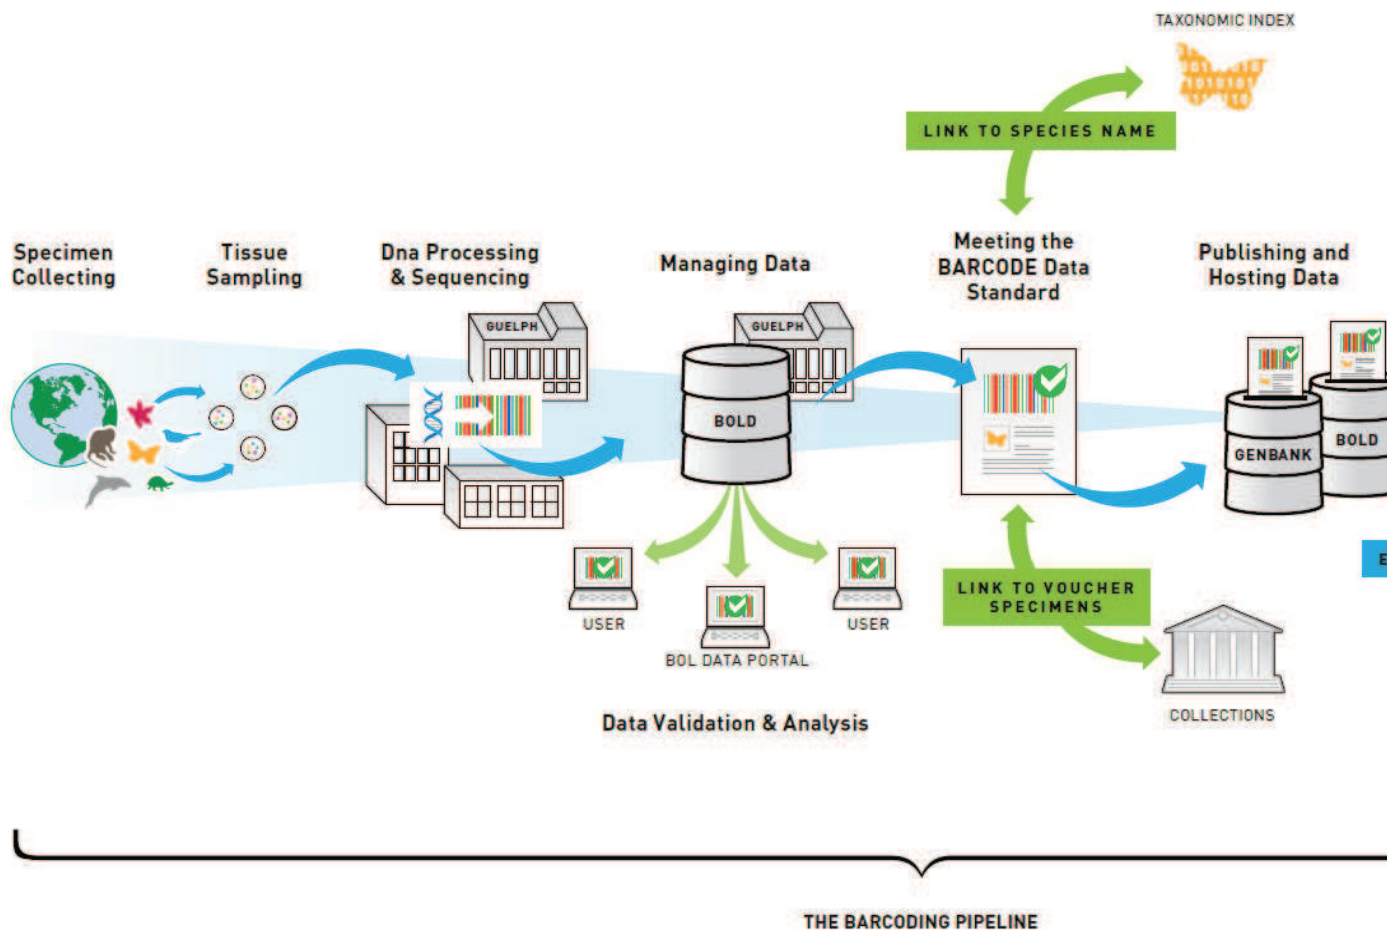 TAXONOMIC INDEX
LINK TO SPECIES NAME
Specimen
Collecting
Tissue
Sampling
Dna Processing
& Sequencing
Managing Data
Meeting the
BARCODE Data
Standard
Publishing and
Hosting Data
GUELPH
GUELPH
BOLD
GENBANK
BOLD
E
USER
BOL DATA PORTAL
USER
LINK TO VOUCHER
SPECIMENS
COLLECTIONS
Data Validation & Analysis
THE BARCODING PIPELINE